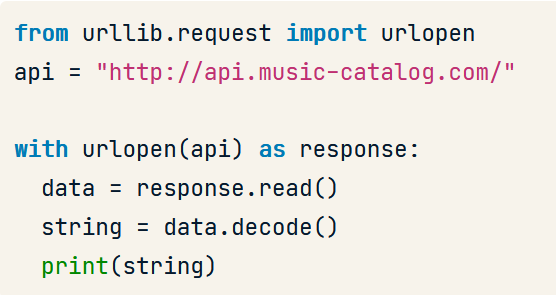 from urllib.request import urlopen
api = "http://api.music-catalog.com/"
with urlopen(api) as response:
  data = response.read()
  string = data.decode()
  print(string)